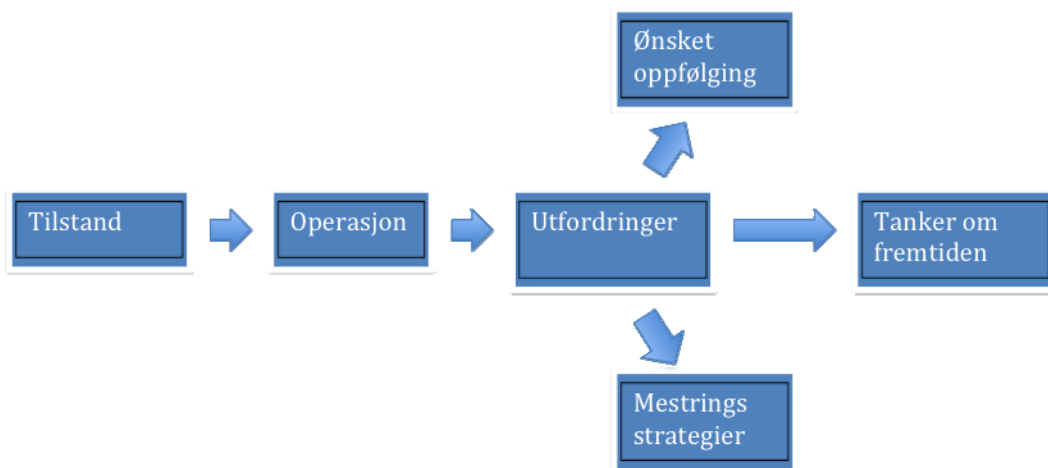 Ønsket
oppfølging
Tilstand
Operasjon
Utfordringer
Tanker om
fremtiden
Mestrings
strategier